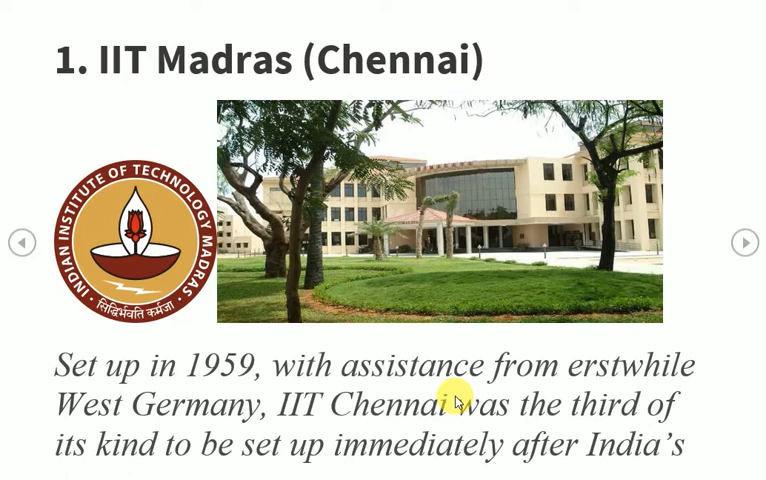 1. IIT Madras (Chennai)
INDIAN INSTITUTE OF TECHNOLOGY MADRAS
सिद्धिर्भवति कर्मजा
Set up in 1959, with assistance from erstwhile
West Germany, IIT Chennai was the third of
its kind to be set up immediately after India’s